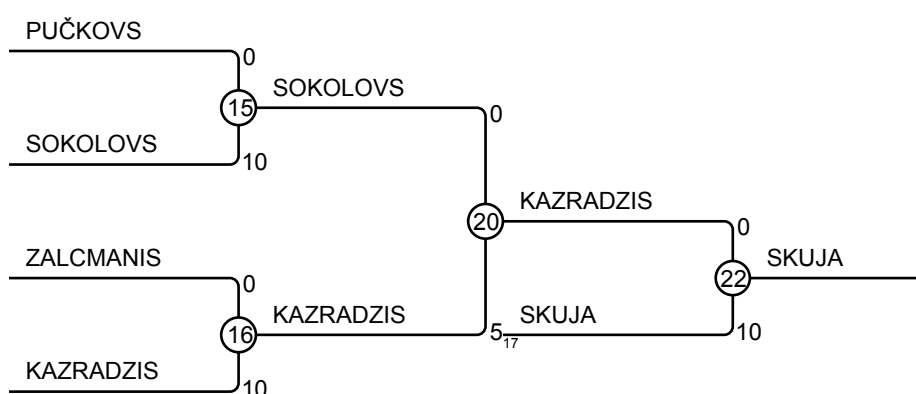 PUČKOVS
0
15
SOKOLOVS
0
SOKOLOVS
10
20
KAZRADZIS
0
ZALCMANIS
0
22
SKUJA
16
KAZRADZIS
5
17
SKUJA
10
KAZRADZIS
10